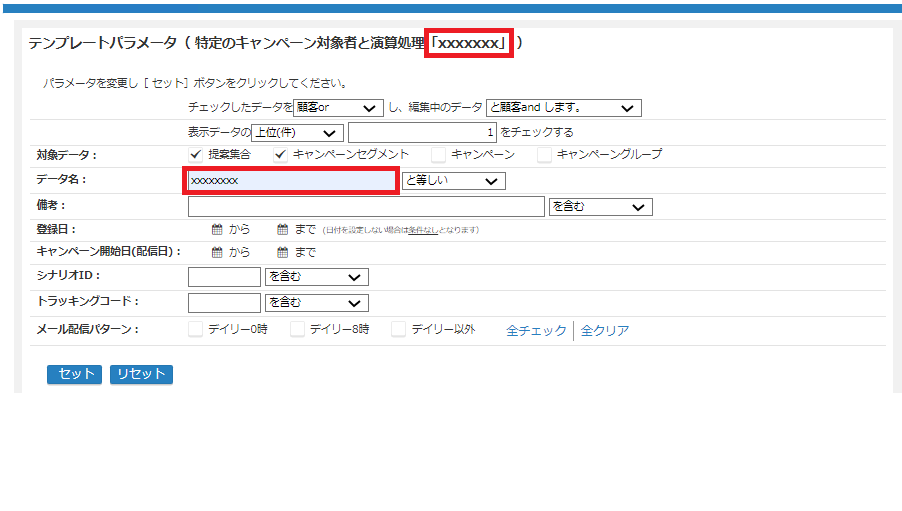 テンプレートパラメータ（ 特定のキャンペーン対象者と演算処理「xxxxxxx」 ）
パラメータを変更し［ セット］ボタンをクリックしてください。
チェックしたデータを 顧客or し、編集中のデータ と顧客and します。
表示データの 上位(件) 1 をチェックする
対象データ： 提案集合 キャンペーンセグメント キャンペーン キャンペーングループ
データ名： xxxxxxxx と等しい
備考： を含む
登録日： から まで （日付を設定しない場合は条件なしとなります）
キャンペーン開始日(配信日)： から まで
シナリオID： を含む
トラッキングコード： を含む
メール配信パターン： デイリー0時 デイリー8時 デイリー以外 全チェック 全クリア
セット リセット